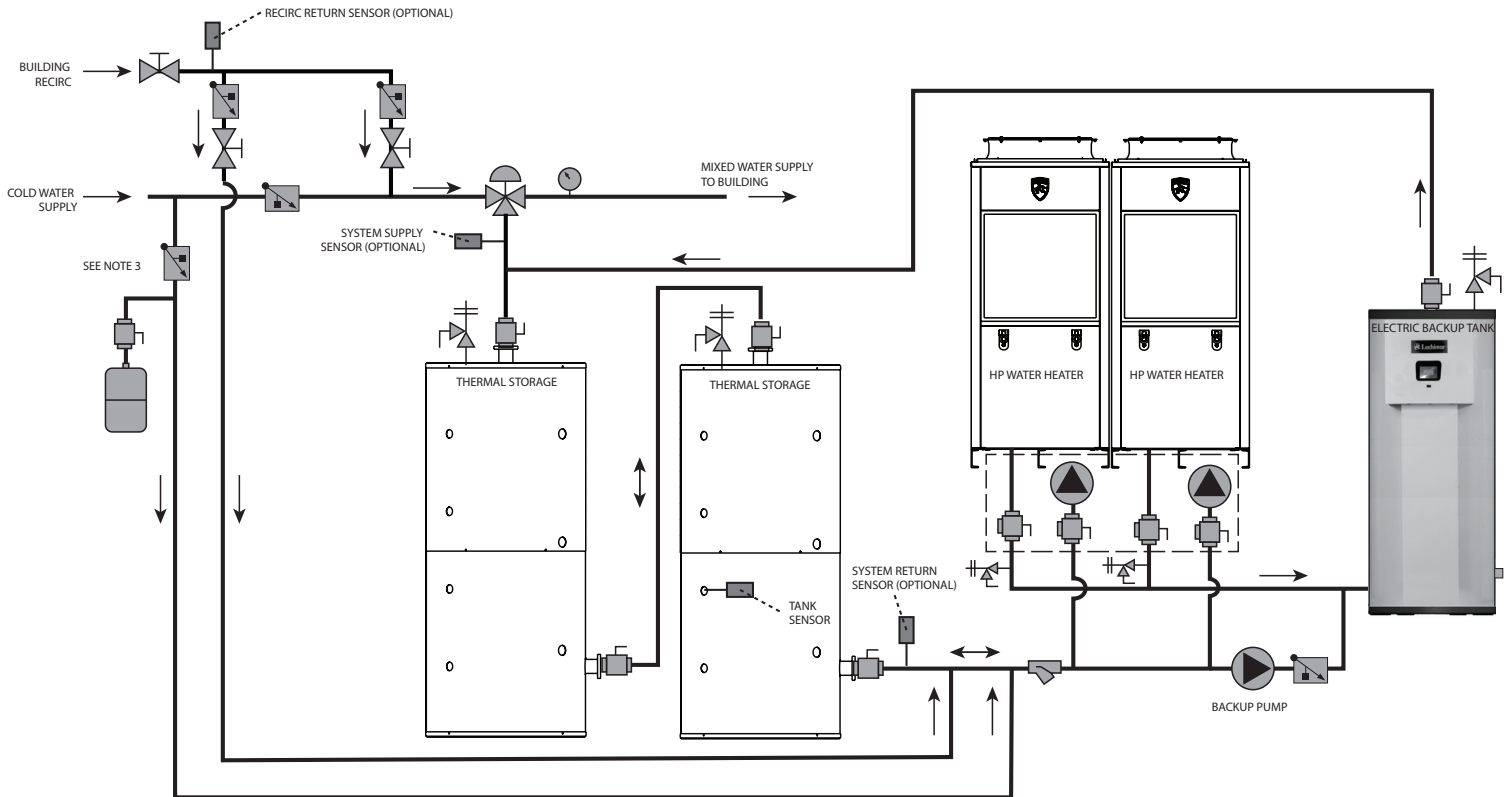 RECIRC RETURN SENSOR (OPTIONAL)
BUILDING
RECIRC
COLD WATER
SUPPLY
MIXED WATER SUPPLY
TO BUILDING
SYSTEM SUPPLY
SENSOR (OPTIONAL)
SEE NOTE 3
THERMAL STORAGE
THERMAL STORAGE
HP WATER HEATER
HP WATER HEATER
ELECTRIC BACKUP TANK
Lochinvar
TANK
SENSOR
SYSTEM RETURN
SENSOR (OPTIONAL)
BACKUP PUMP